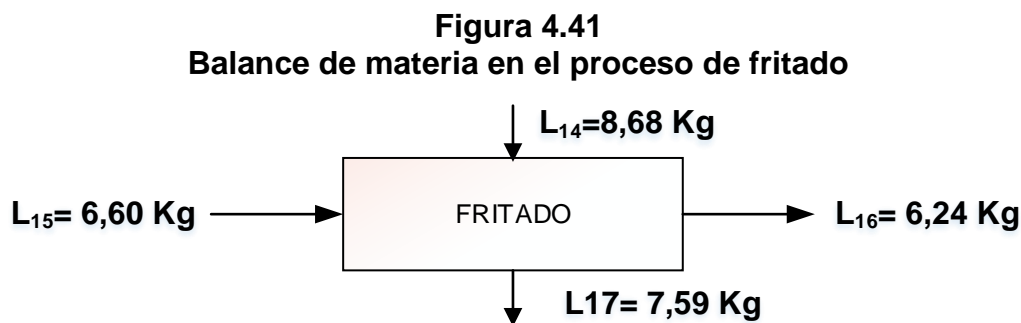 Figura 4.41
Balance de materia en el proceso de fritado
L₁₄=8,68 Kg
L₁₅= 6,60 Kg
FRITADO
L₁₆= 6,24 Kg
L17= 7,59 Kg